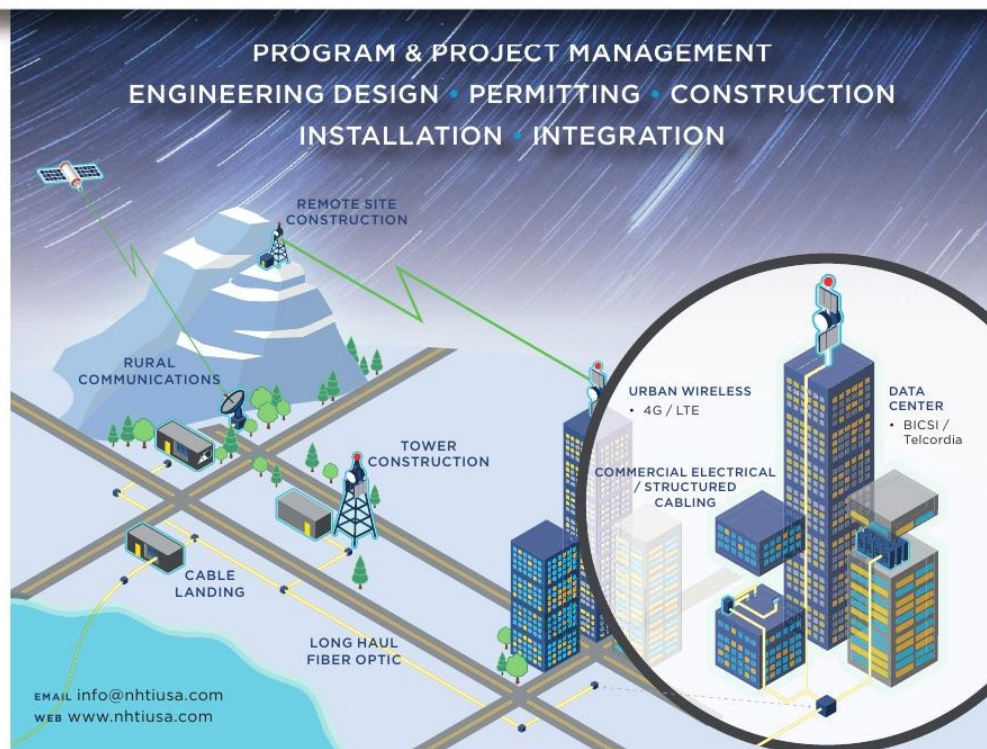 PROGRAM & PROJECT MANAGEMENT
ENGINEERING DESIGN • PERMITTING • CONSTRUCTION
INSTALLATION • INTEGRATION
REMOTE SITE
CONSTRUCTION
RURAL
COMMUNICATIONS
TOWER
CONSTRUCTION
URBAN WIRELESS
• 4G / LTE
DATA
CENTER
• BICSI /
Telcordia
COMMERCIAL ELECTRICAL
/ STRUCTURED
CABLING
CABLE
LANDING
LONG HAUL
FIBER OPTIC
EMAIL info@nhtiusa.com
WEB www.nhtiusa.com